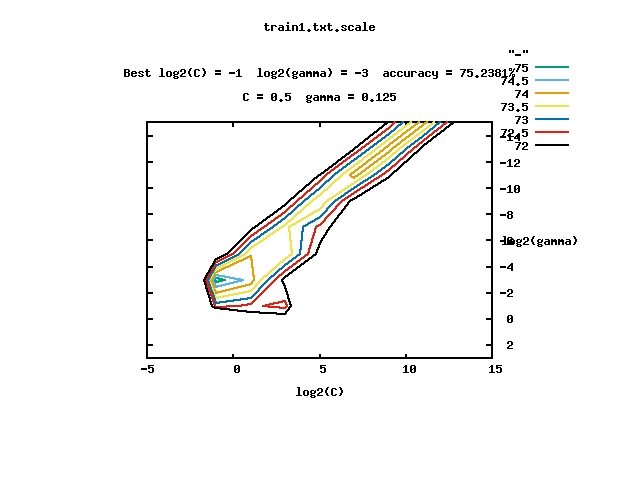 train1.txt.scale
"-"
Best log2(C) = -1  log2(gamma) = -3  accuracy = 75.2381%
75
74.5
C = 0.5  gamma = 0.125
74
73.5
73
72.5
-14
72
-12
-10
-8
-6
log2(gamma)
-4
-2
0
2
-5 0 5 10 15
log2(C)